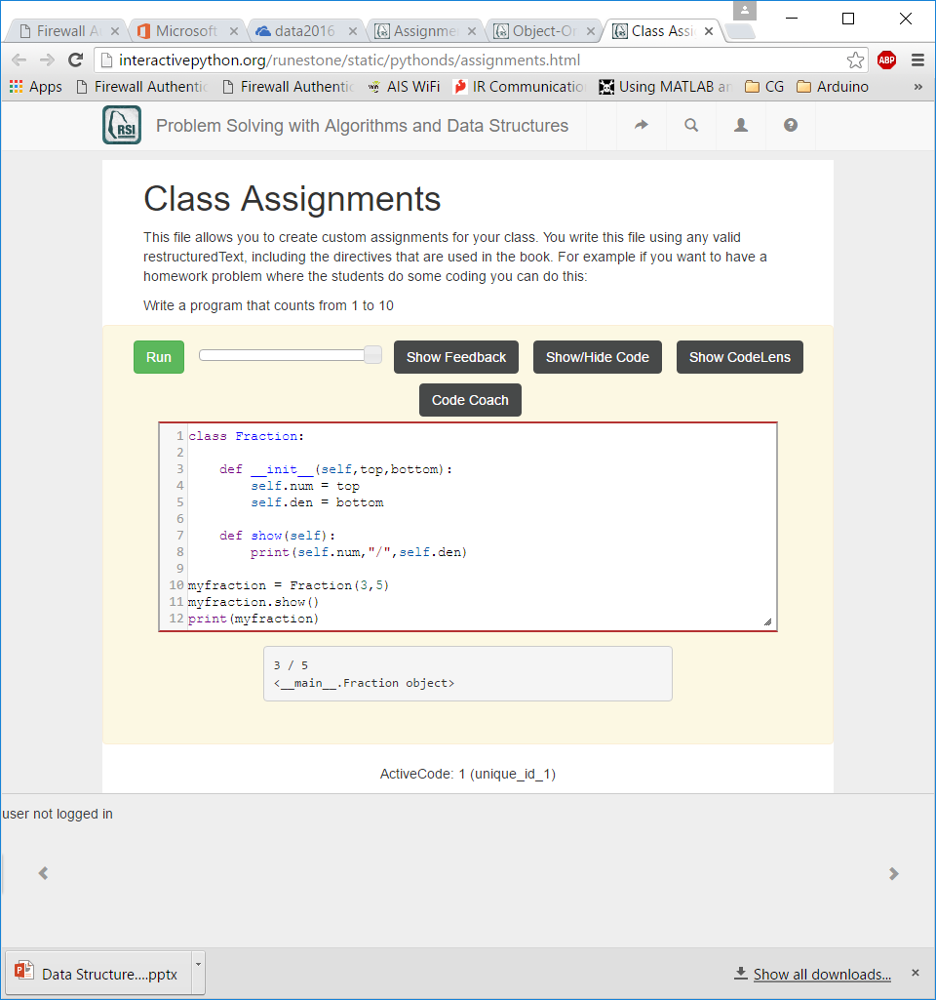 Firewall A
Microsoft
data2016
Assignme
Object-Or
Class Assi
interactivepython.org/runestone/static/pythonds/assignments.html
ABP
Apps
Firewall Authentic
Firewall Authentic
AIS WiFi
IR Communicatio
Using MATLAB an
CG
Arduino
»
RSI
Problem Solving with Algorithms and Data Structures
Class Assignments
This file allows you to create custom assignments for your class. You write this file using any valid
restructuredText, including the directives that are used in the book. For example if you want to have a
homework problem where the students do some coding you can do this:
Write a program that counts from 1 to 10
Run
Show Feedback
Show/Hide Code
Show CodeLens
Code Coach
1 class Fraction:
2
3     def __init__(self,top,bottom):
4         self.num = top
5         self.den = bottom
6
7     def show(self):
8         print(self.num,"/",self.den)
9
10 myfraction = Fraction(3,5)
11 myfraction.show()
12 print(myfraction)
3 / 5
<__main__.Fraction object>
ActiveCode: 1 (unique_id_1)
user not logged in
Data Structure....pptx
Show all downloads...